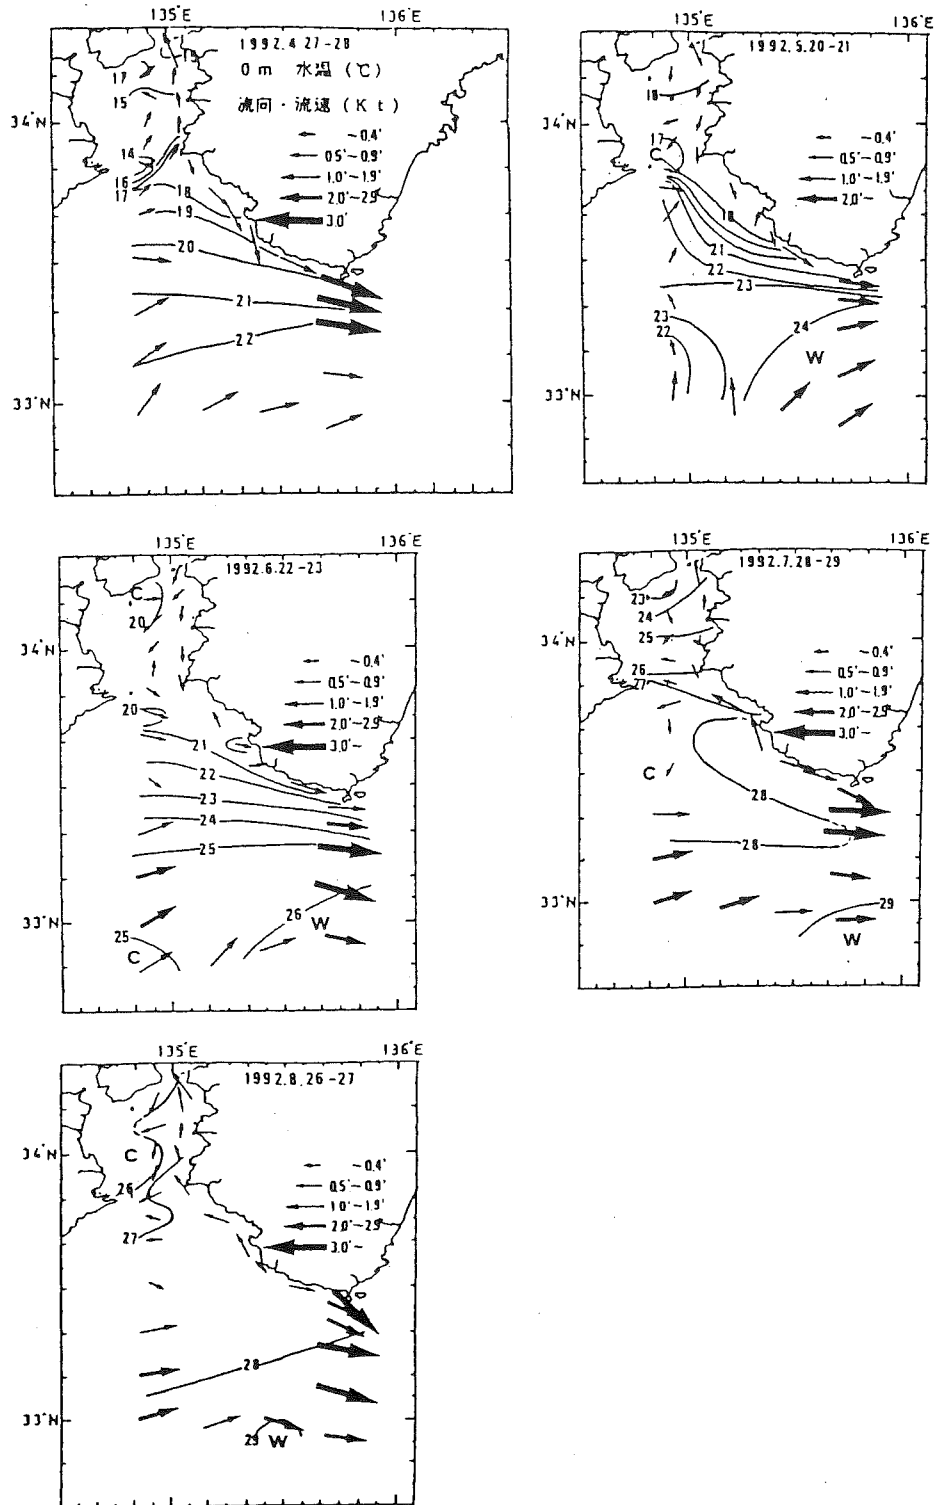 135°E 136°E
1992.4 27-28
0m 水温 (℃)
流向・流速 (Kt)
34°N
33°N
~0.4'
0.5'~0.9'
1.0'~1.9'
2.0'~2.9'
3.0'
17
15
14
16
17
18
19
20
21
22
135°E 136°E
1992.5.20-21
34°N
33°N
~0.4'
0.5'~0.9'
1.0'~1.9'
2.0'~
18
17
C
18
21
22
23
23
22
24
W
135°E 136°E
1992.6.22-23
34°N
33°N
~0.4'
0.5'~0.9'
1.0'~1.9'
2.0'~2.9'
3.0'~
C
20
20
21
22
23
24
25
26
W
25
C
135°E 136°E
1992.7.28-29
34°N
33°N
~0.4'
0.5'~0.9'
1.0'~1.9'
2.0'~2.9'
3.0'~
23
24
25
26
27
C
28
28
29
W
135°E 136°E
1992.8.26-27
34°N
33°N
~0.4'
0.5'~0.9'
1.0'~1.9'
2.0'~2.9'
3.0'~
C
26
27
28
29
W